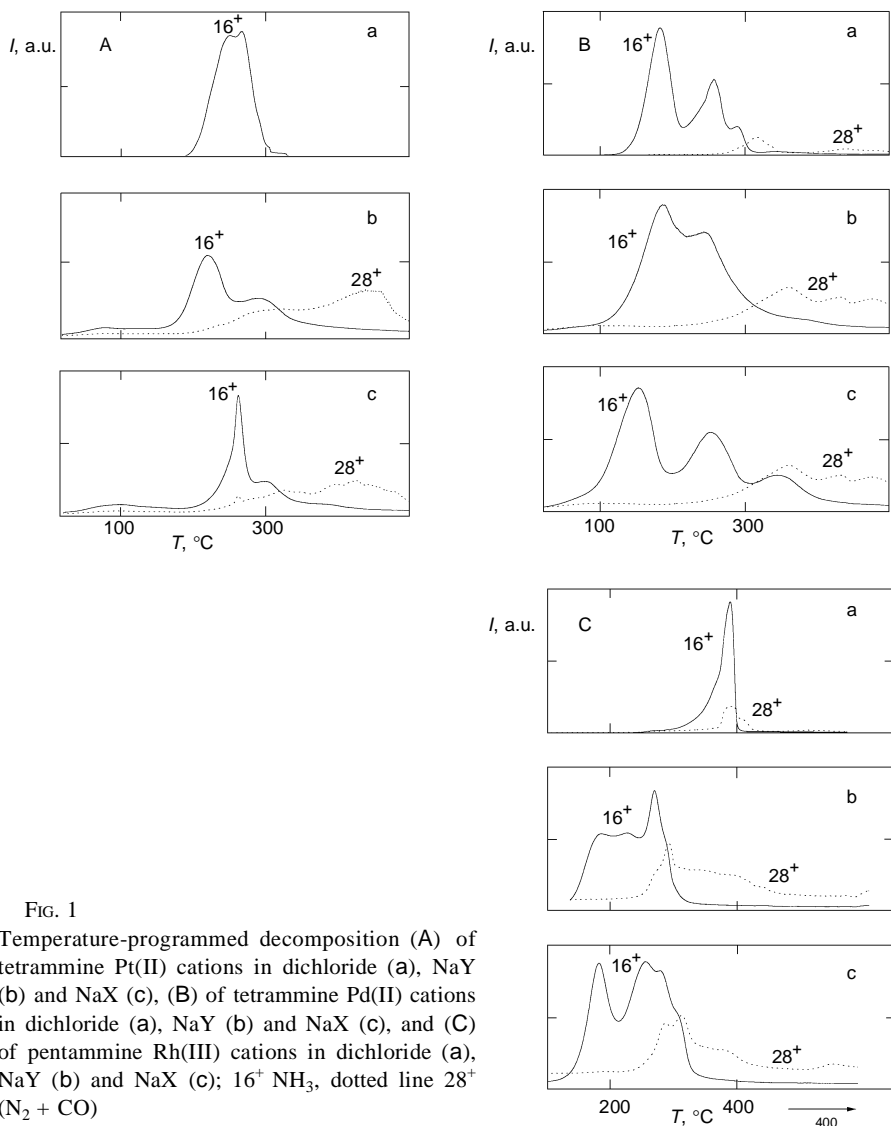 I, a.u.
A
16+
a
b
16+
28+
c
16+
28+
100
300
T, °C
I, a.u.
B
16+
a
28+
b
16+
28+
c
16+
28+
100
300
T, °C
I, a.u.
C
a
16+
28+
b
16+
28+
c
16+
28+
200
T, °C
400
400
FIG. 1
Temperature-programmed decomposition (A) of
tetrammine Pt(II) cations in dichloride (a), NaY
(b) and NaX (c), (B) of tetrammine Pd(II) cations
in dichloride (a), NaY (b) and NaX (c), and (C)
of pentammine Rh(III) cations in dichloride (a),
NaY (b) and NaX (c); 16+ NH3, dotted line 28+
(N2 + CO)